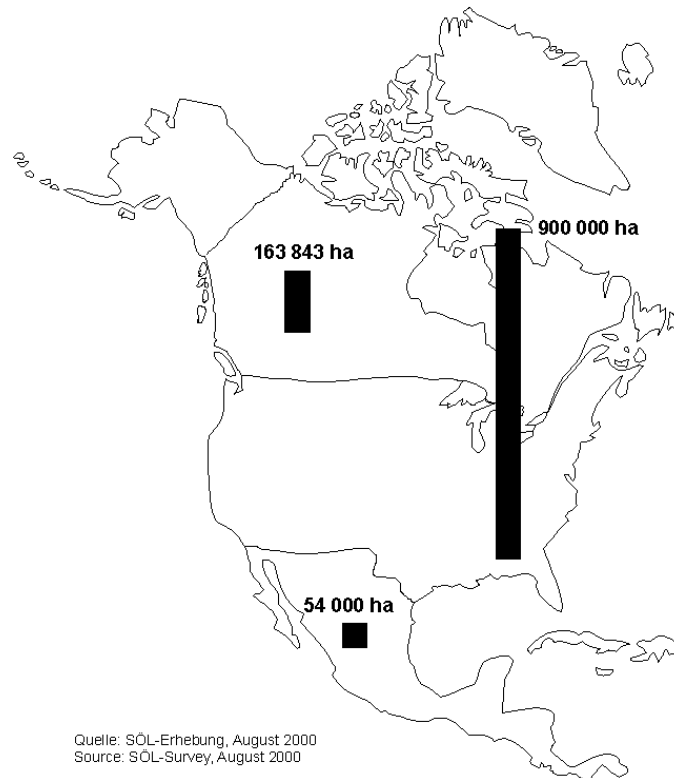 900 000 ha
163 843 ha
54 000 ha
Quelle: SÖL-Erhebung, August 2000
Source: SÖL-Survey, August 2000